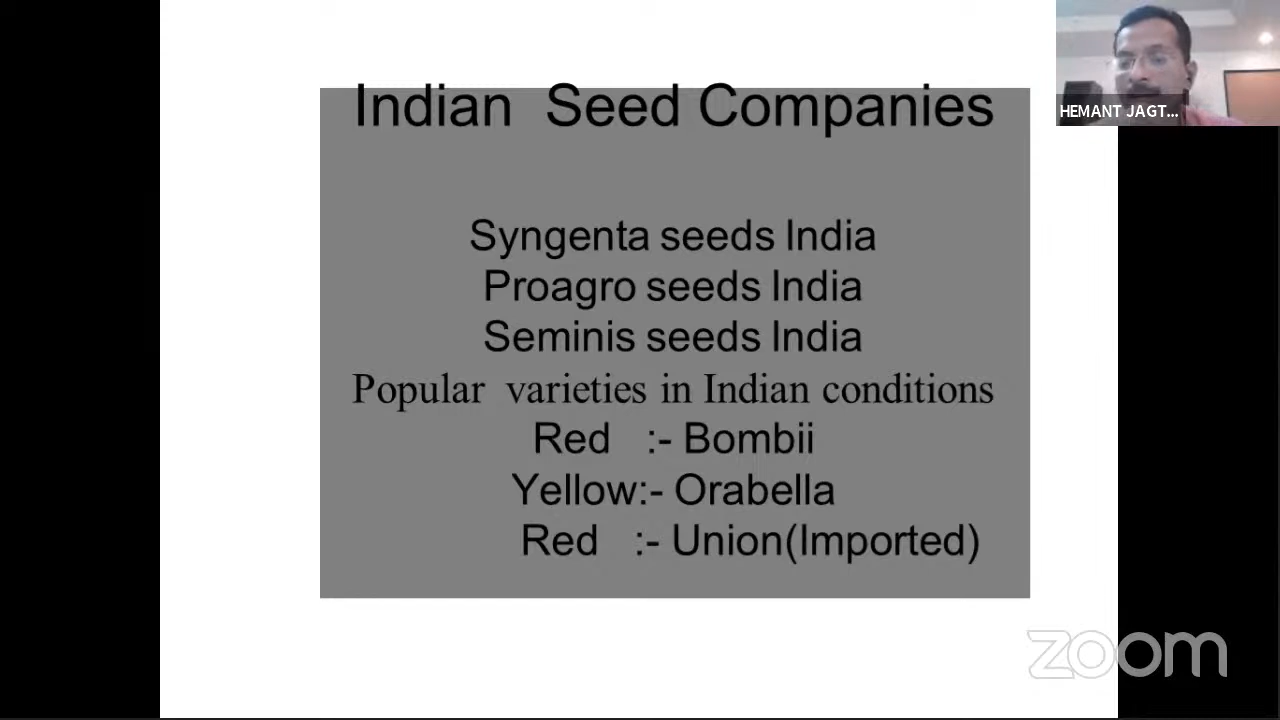 Indian Seed Companies
HEMANT JAGT...
Syngenta seeds India
Proagro seeds India
Seminis seeds India
Popular varieties in Indian conditions
Red :- Bombii
Yellow:- Orabella
Red :- Union(Imported)
zoom